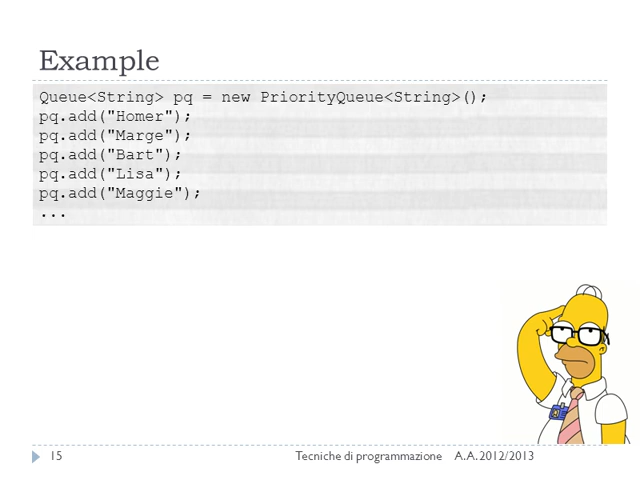 Example
Queue<String> pq = new PriorityQueue<String>();
pq.add("Homer");
pq.add("Marge");
pq.add("Bart");
pq.add("Lisa");
pq.add("Maggie");
...
15
Tecniche di programmazione A.A. 2012/2013